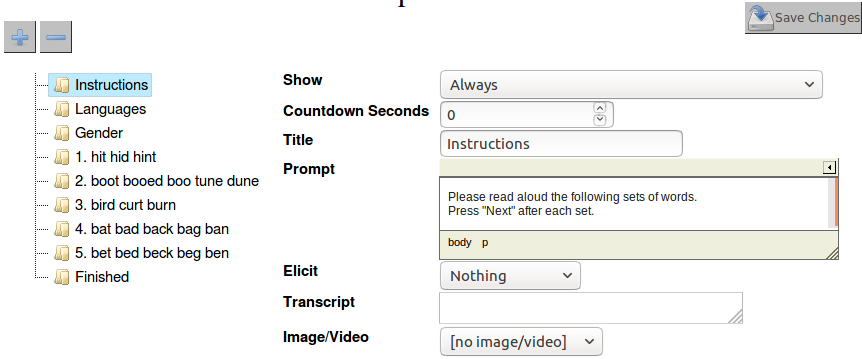 Save Changes
Instructions
Languages
Gender
1. hit hid hint
2. boot booed boo tune dune
3. bird curt burn
4. bat bad back bag ban
5. bet bed beck beg ben
Finished
Show
Always
Countdown Seconds
0
Title
Instructions
Prompt
Please read aloud the following sets of words.
Press "Next" after each set.
body p
Elicit
Nothing
Transcript
Image/Video
[no image/video]